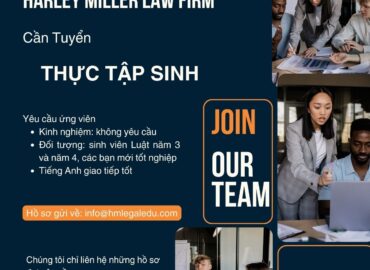 HARLEY MILLER LAW FIRM
Cần Tuyển
THỰC TẬP SINH
Yêu cầu ứng viên
Kinh nghiệm: không yêu cầu
Đối tượng: sinh viên Luật năm 3
và năm 4, các bạn mới tốt nghiệp
Tiếng Anh giao tiếp tốt
JOIN
OUR
TEAM
Hồ sơ gửi về: info@hmlegaledu.com
Chúng tôi chỉ liên hệ những hồ sơ